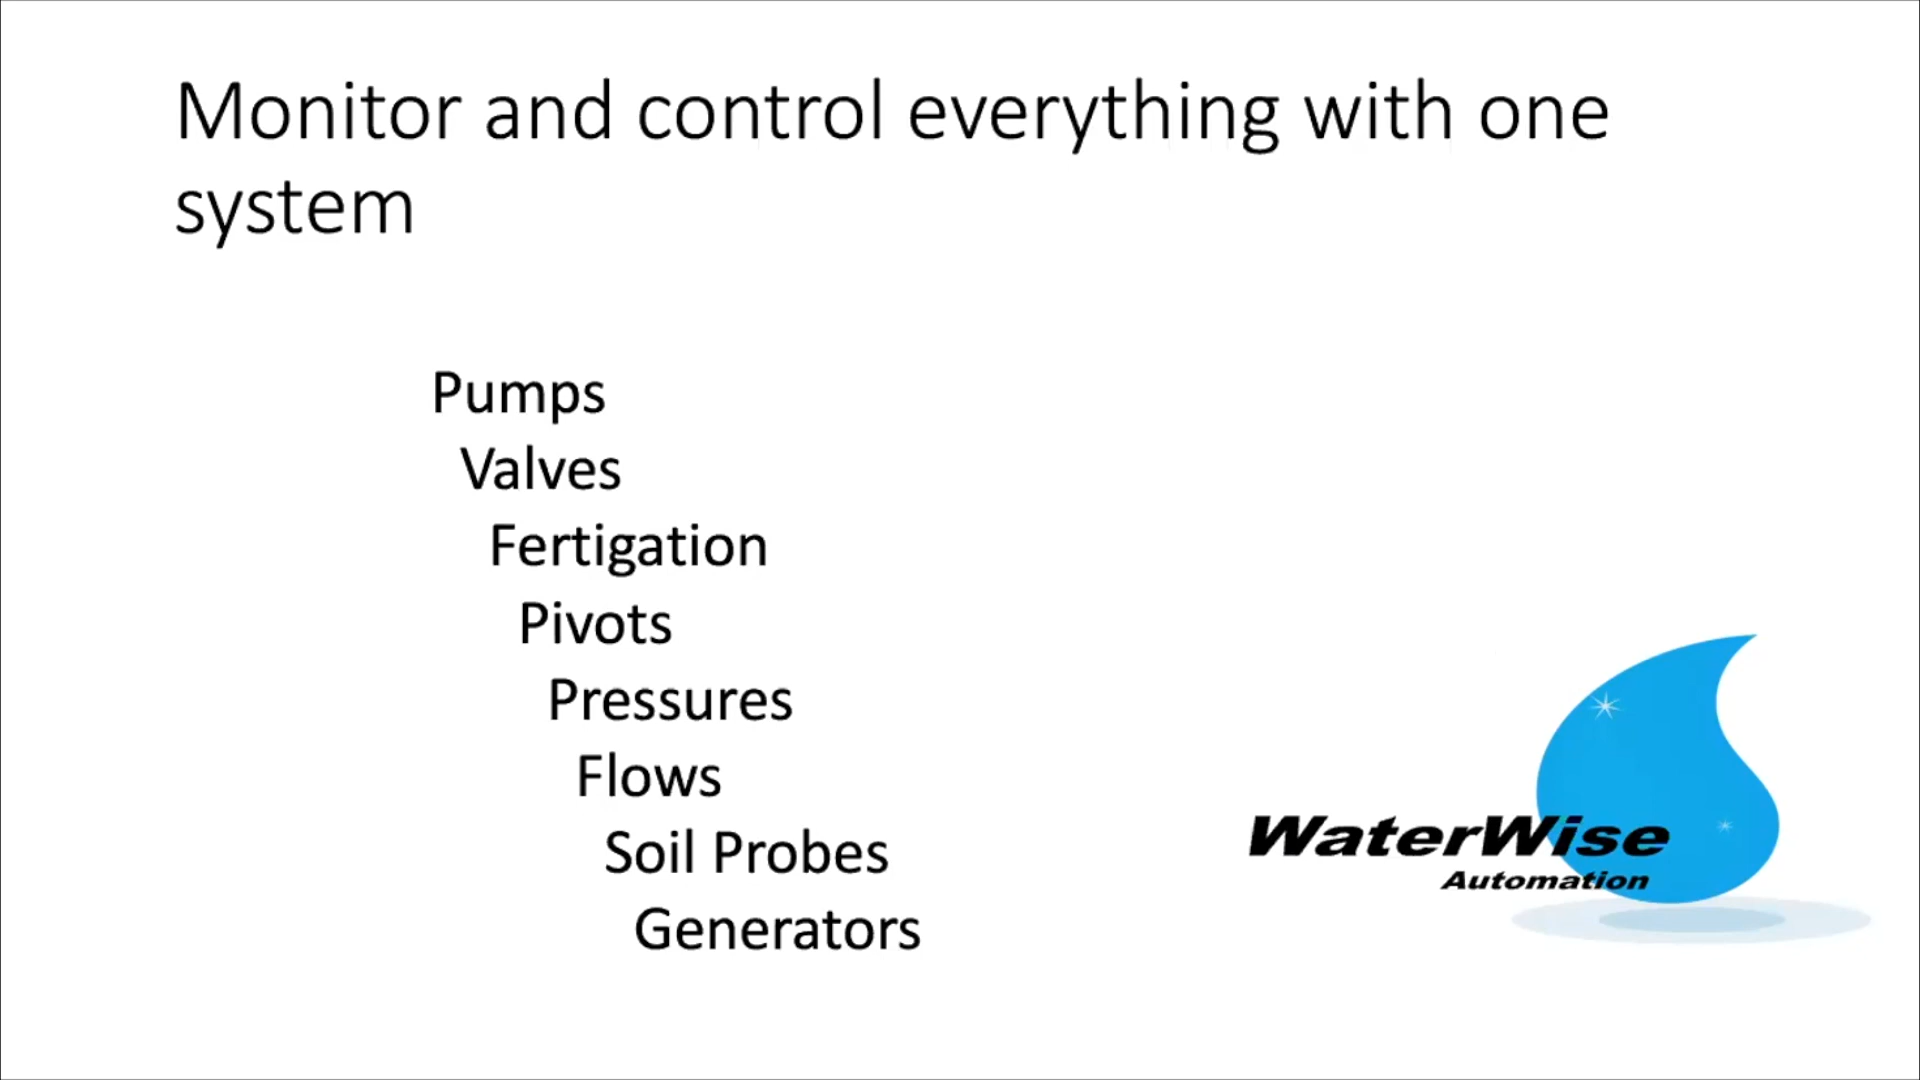 Monitor and control everything with one
system
Pumps
Valves
Fertigation
Pivots
Pressures
Flows
Soil Probes
Generators
WaterWise
Automation